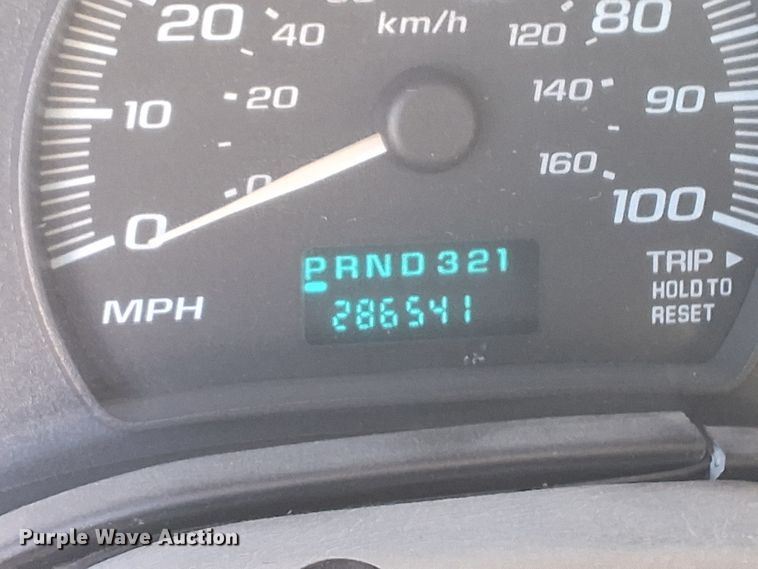 20 40 km/h 120 80
10 20 140 90
0 0 160 100
PRND321
286541
MPH
TRIP
HOLD TO
RESET
Purple Wave Auction